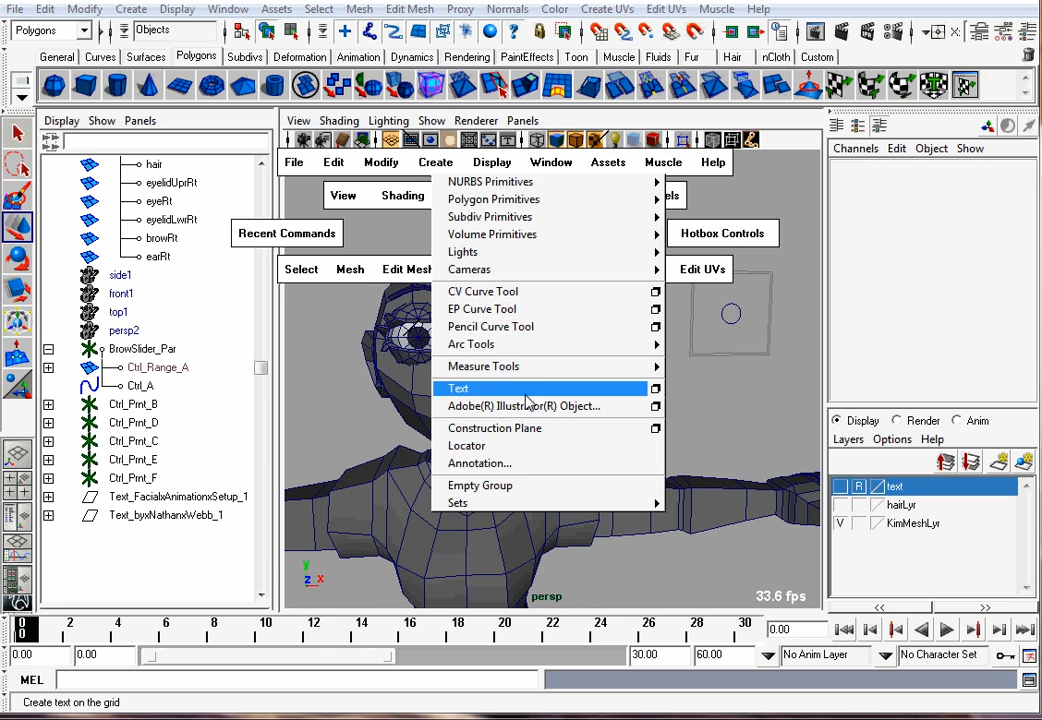 File Edit Modify Create Display Window Assets Select Mesh Edit Mesh Proxy Normals Color Create UVs Edit UVs Muscle Help
Polygons Objects
General Curves Surfaces Polygons Subdivs Deformation Animation Dynamics Rendering PaintEffects Toon Muscle Fluids Fur Hair nCloth Custom
Display Show Panels
View Shading Lighting Show Renderer Panels
Channels Edit Object Show
File Edit Modify Create Display Window Assets Muscle Help
View Shading
Recent Commands
Hotbox Controls
Select Mesh Edit Mesh
Edit UVs
NURBS Primitives
Polygon Primitives
Subdiv Primitives
Volume Primitives
Lights
Cameras
CV Curve Tool
EP Curve Tool
Pencil Curve Tool
Arc Tools
Measure Tools
Text
Adobe(R) Illustrator(R) Object...
Construction Plane
Locator
Annotation...
Empty Group
Sets
hair
eyelidUprRt
eyeRt
eyelidLwrRt
browRt
earRt
side1
front1
top1
persp2
BrowSlider_Par
Ctrl_Range_A
Ctrl_A
Ctrl_Prnt_B
Ctrl_Prnt_D
Ctrl_Prnt_C
Ctrl_Prnt_E
Ctrl_Prnt_F
Text_FacialxAnimationxSetup_1
Text_byxNathanxWebb_1
y
z x
persp
33.6 fps
Display Render Anim
Layers Options Help
R text
hairLyr
V KimMeshLyr
<< >>
0 2 4 6 8 10 12 14 16 18 20 22 24 26 28 30
0 0.00
0.00 0.00 30.00 60.00 No Anim Layer No Character Set
MEL
Create text on the grid